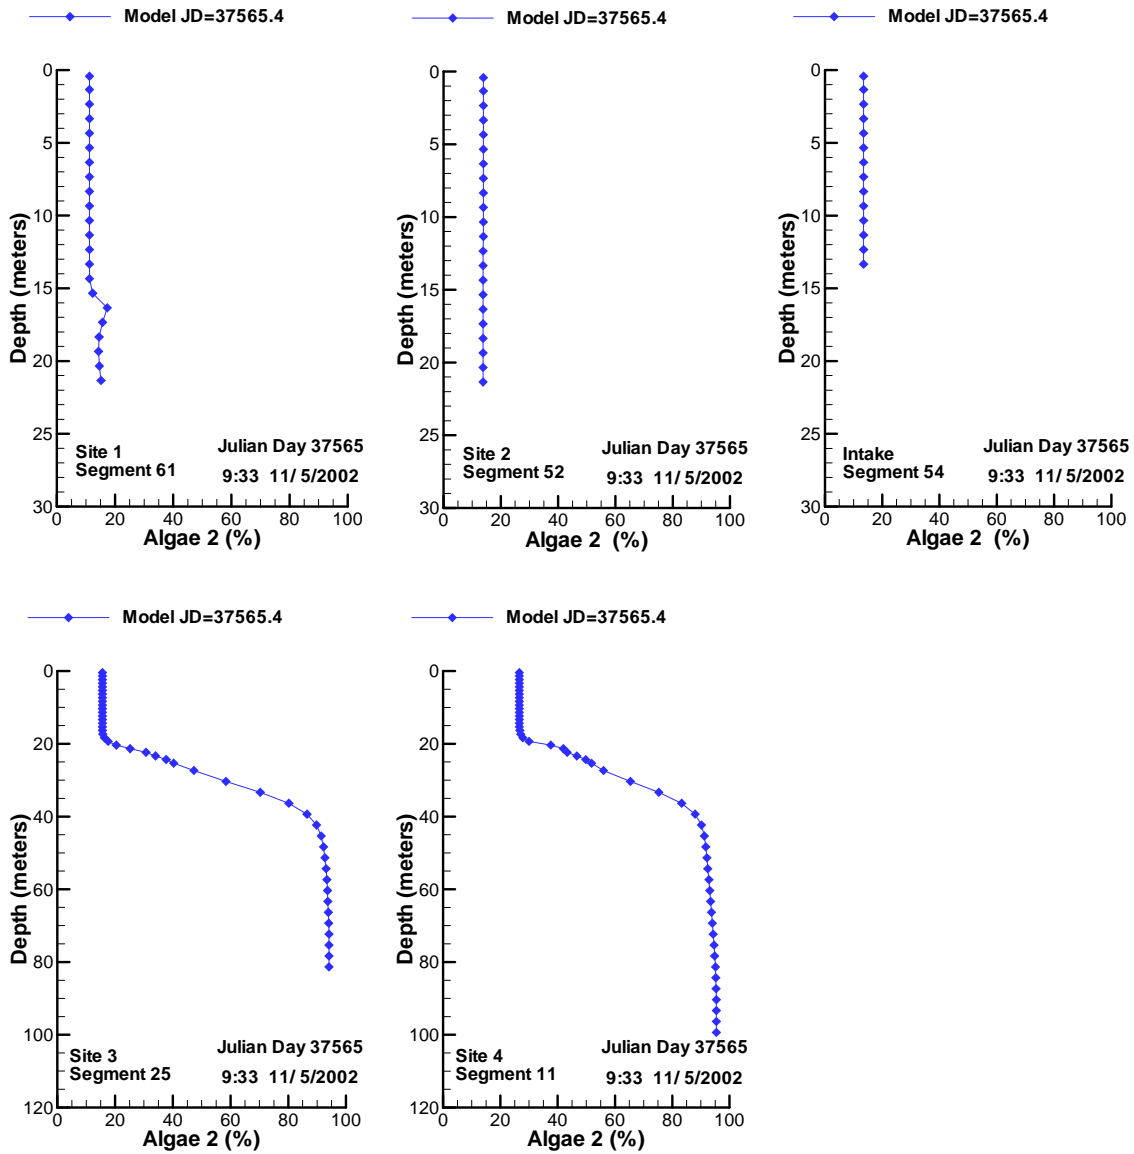 Model JD=37565.4
0
5
10
15
20
25
30
Depth (meters)
Site 1
Segment 61
Julian Day 37565
9:33 11/ 5/2002
0 20 40 60 80 100
Algae 2 (%)
Model JD=37565.4
0
5
10
15
20
25
30
Depth (meters)
Site 2
Segment 52
Julian Day 37565
9:33 11/ 5/2002
0 20 40 60 80 100
Algae 2 (%)
Model JD=37565.4
0
5
10
15
20
25
30
Depth (meters)
Intake
Segment 54
Julian Day 37565
9:33 11/ 5/2002
0 20 40 60 80 100
Algae 2 (%)
Model JD=37565.4
0
20
40
60
80
100
120
Depth (meters)
Site 3
Segment 25
Julian Day 37565
9:33 11/ 5/2002
0 20 40 60 80 100
Algae 2 (%)
Model JD=37565.4
0
20
40
60
80
100
120
Depth (meters)
Site 4
Segment 11
Julian Day 37565
9:33 11/ 5/2002
0 20 40 60 80 100
Algae 2 (%)